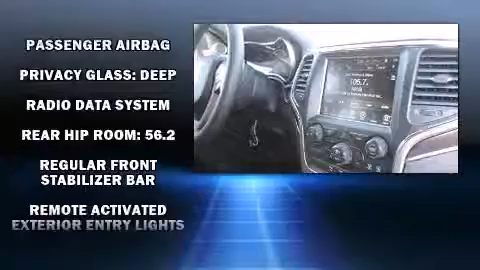 PASSENGER AIRBAG
PRIVACY GLASS: DEEP
RADIO DATA SYSTEM
REAR HIP ROOM: 56.2
REGULAR FRONT
STABILIZER BAR
REMOTE ACTIVATED
EXTERIOR ENTRY LIGHTS